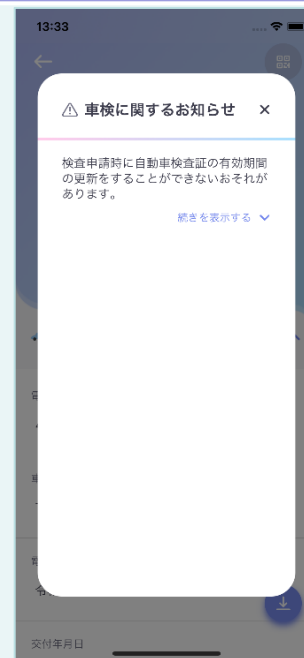 13:33
車検に関するお知らせ
検査申請時に自動車検査証の有効期間
の更新をすることができないおそれが
あります。
続きを表示する
交付年月日